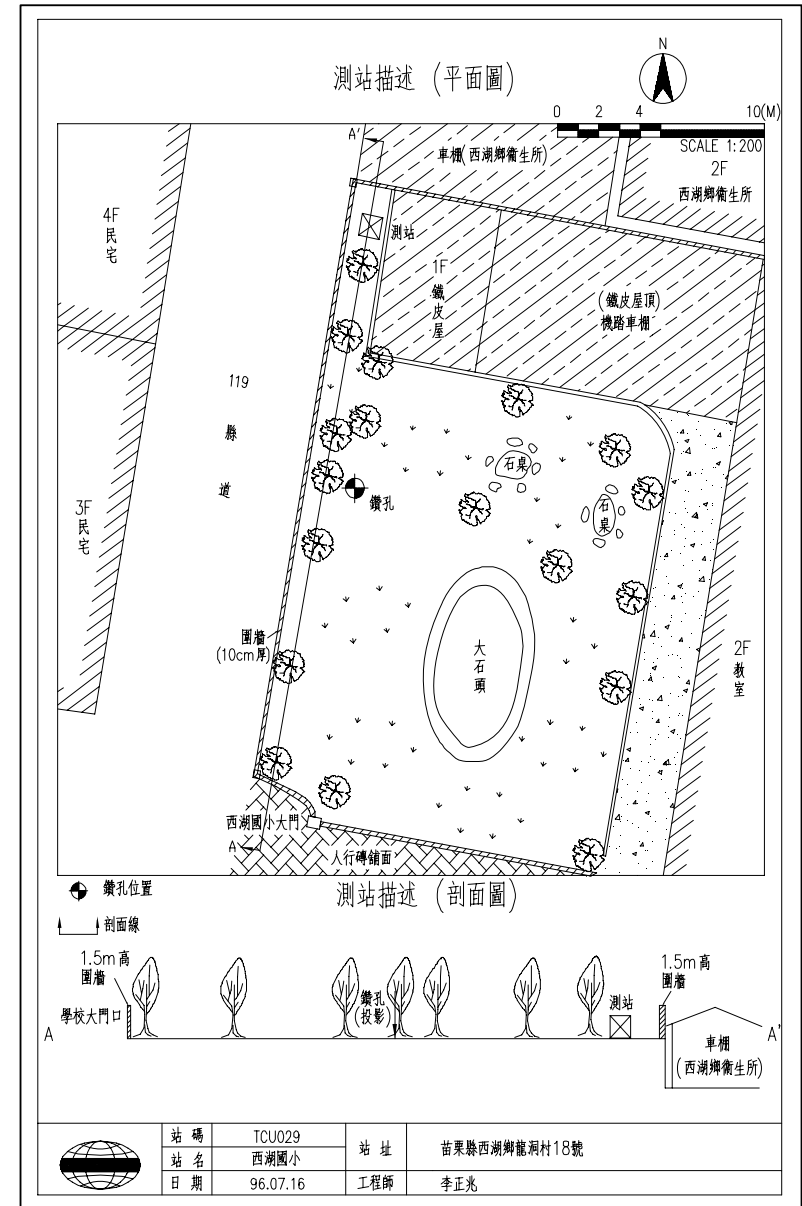 測站描述 (平面圖)
N
0 2 4 10(M)
SCALE 1:200
A'
車棚(西湖鄉衛生所)
2F
西湖鄉衛生所
4F
民宅
測站
1F
鐵皮屋
(鐵皮屋頂)
機踏車棚
119
縣
道
石桌
石桌
鑽孔
3F
民宅
圍牆
(10cm厚)
大石頭
2F
教室
西湖國小大門
A
人行磚舖面
鑽孔位置
測站描述 (剖面圖)
剖面線
1.5m高
圍牆
學校大門口
A
鑽孔
(投影)
測站
1.5m高
圍牆
A'
車棚
(西湖鄉衛生所)
站碼 TCU029 站址 苗栗縣西湖鄉龍洞村18號
站名 西湖國小
日期 96.07.16 工程師 李正兆